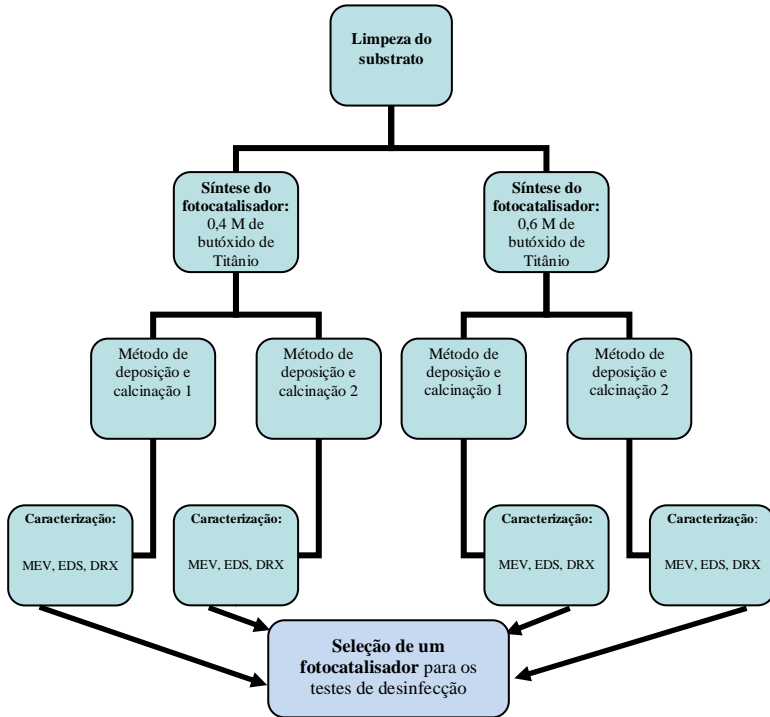 Limpeza do
substrato
Síntese do
fotocatalisador:
0,4 M de
butóxido de
Titânio
Síntese do
fotocatalisador:
0,6 M de
butóxido de
Titânio
Método de
deposição e
calcinação 1
Método de
deposição e
calcinação 2
Método de
deposição e
calcinação 1
Método de
deposição e
calcinação 2
Caracterização:
MEV, EDS, DRX
Caracterização:
MEV, EDS, DRX
Caracterização:
MEV, EDS, DRX
Caracterização:
MEV, EDS, DRX
Seleção de um
fotocatalisador para os
testes de desinfecção